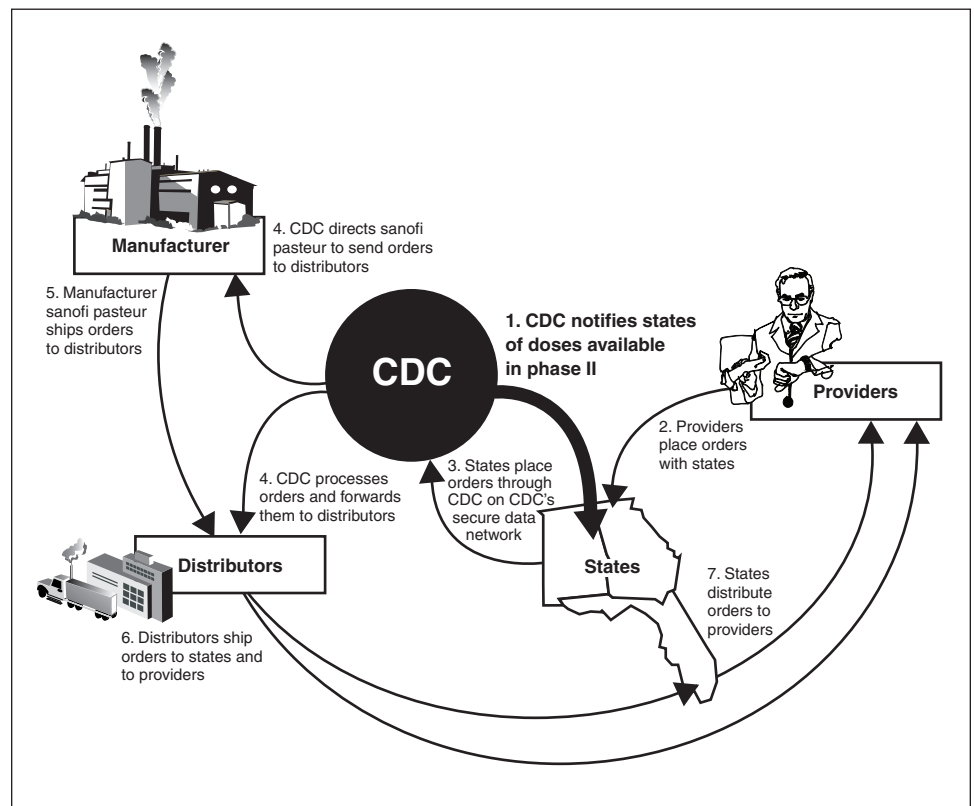 4. CDC directs sanofi
pasteur to send orders
to distributors
Manufacturer
5. Manufacturer
sanofi pasteur
ships orders
to distributors
CDC
1. CDC notifies states
of doses available
in phase II
Providers
2. Providers
place orders
with states
3. States place
orders through
CDC on CDC's
secure data
network
4. CDC processes
orders and forwards
them to distributors
Distributors
States
7. States
distribute
orders to
providers
6. Distributors ship
orders to states and
to providers